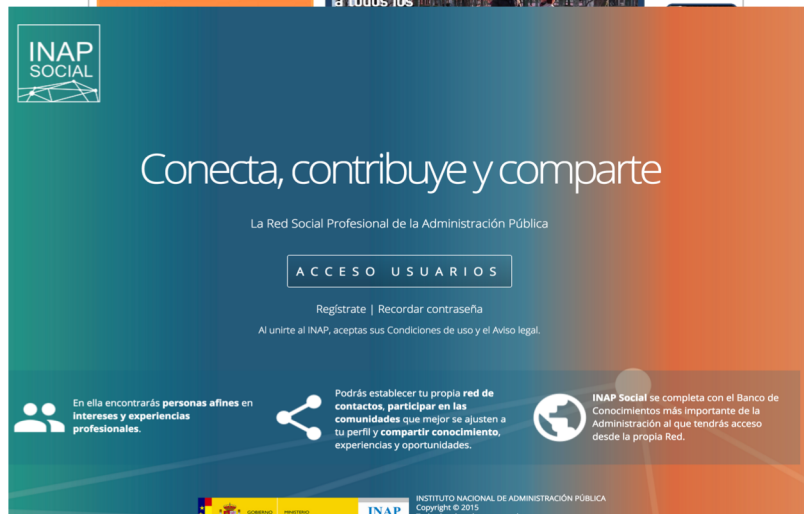 a todos los
INAP
SOCIAL
Conecta, contribuye y comparte
La Red Social Profesional de la Administración Pública
ACCESO USUARIOS
Regístrate | Recordar contraseña
Al unirte al INAP, aceptas sus Condiciones de uso y el Aviso legal.
En ella encontrarás personas afines en
intereses y experiencias
profesionales.
Podrás establecer tu propia red de
contactos, participar en las
comunidades que mejor se ajusten a
tu perfil y compartir conocimiento,
experiencias y oportunidades.
INAP Social se completa con el Banco de
Conocimientos más importante de la
Administración al que tendrás acceso
desde la propia Red.
GOBIERNO MINISTERIO
INAP
INSTITUTO NACIONAL DE ADMINISTRACIÓN PÚBLICA
Copyright © 2015